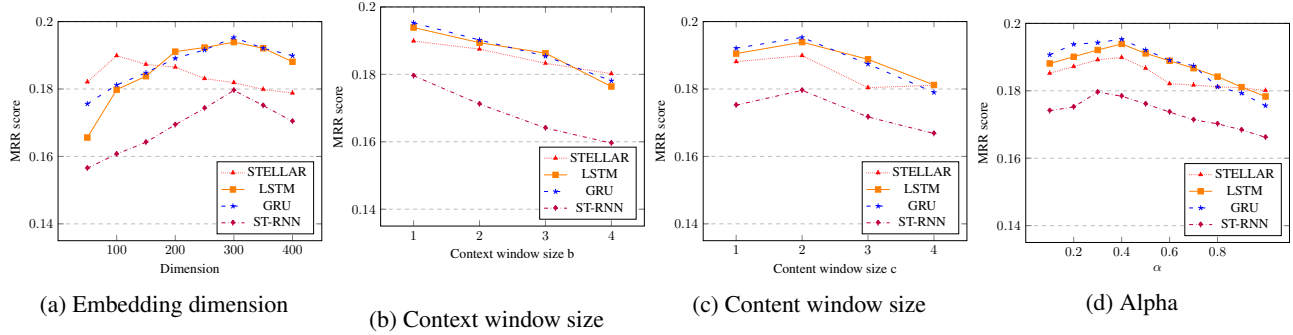 0.2
0.18
0.16
0.14
MRR score
100
200
300
400
Dimension
STELLAR
LSTM
GRU
ST-RNN
(a) Embedding dimension
0.2
0.18
0.16
0.14
MRR score
1
2
3
4
Context window size b
STELLAR
LSTM
GRU
ST-RNN
(b) Context window size
0.2
0.18
0.16
0.14
MRR score
1
2
3
4
Content window size c
STELLAR
LSTM
GRU
ST-RNN
(c) Content window size
0.2
0.18
0.16
0.14
MRR score
0.2
0.4
0.6
0.8
α
STELLAR
LSTM
GRU
ST-RNN
(d) Alpha